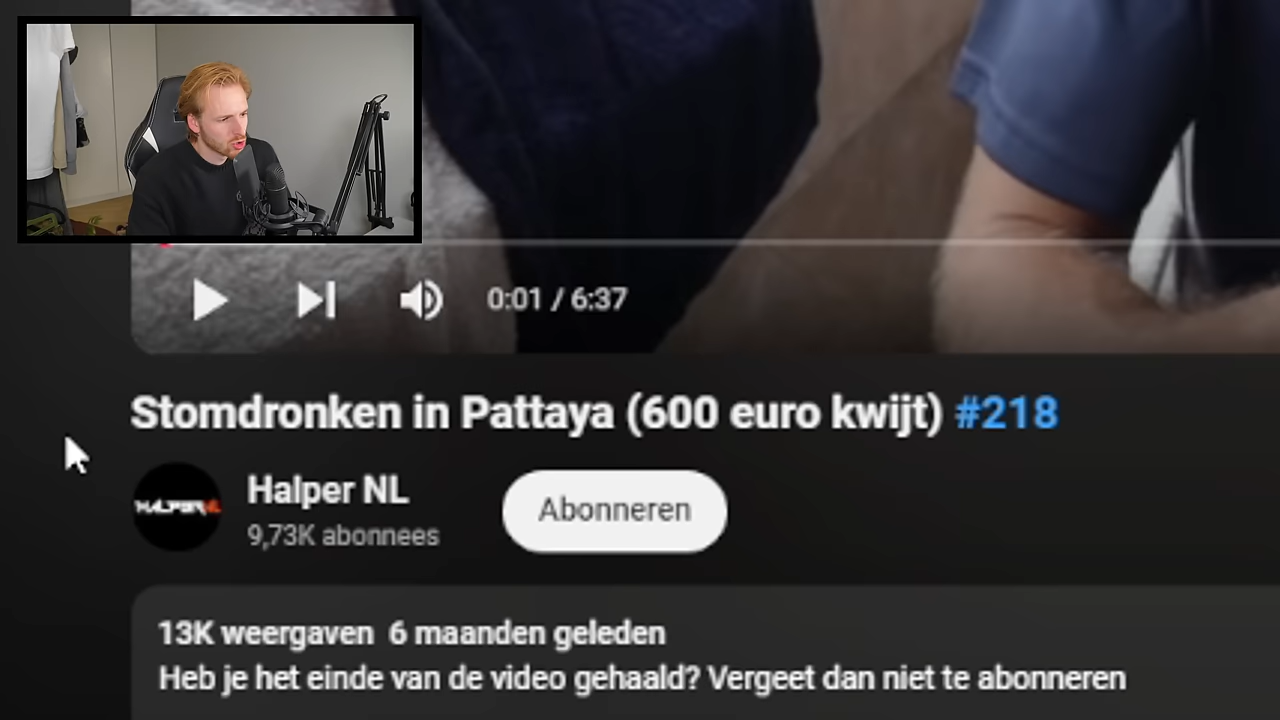 0:01 / 6:37
Stomdronken in Pattaya (600 euro kwijt) #218
HALPERNL
Halper NL
9,73K abonnees
Abonneren
13K weergaven 6 maanden geleden
Heb je het einde van de video gehaald? Vergeet dan niet te abonneren